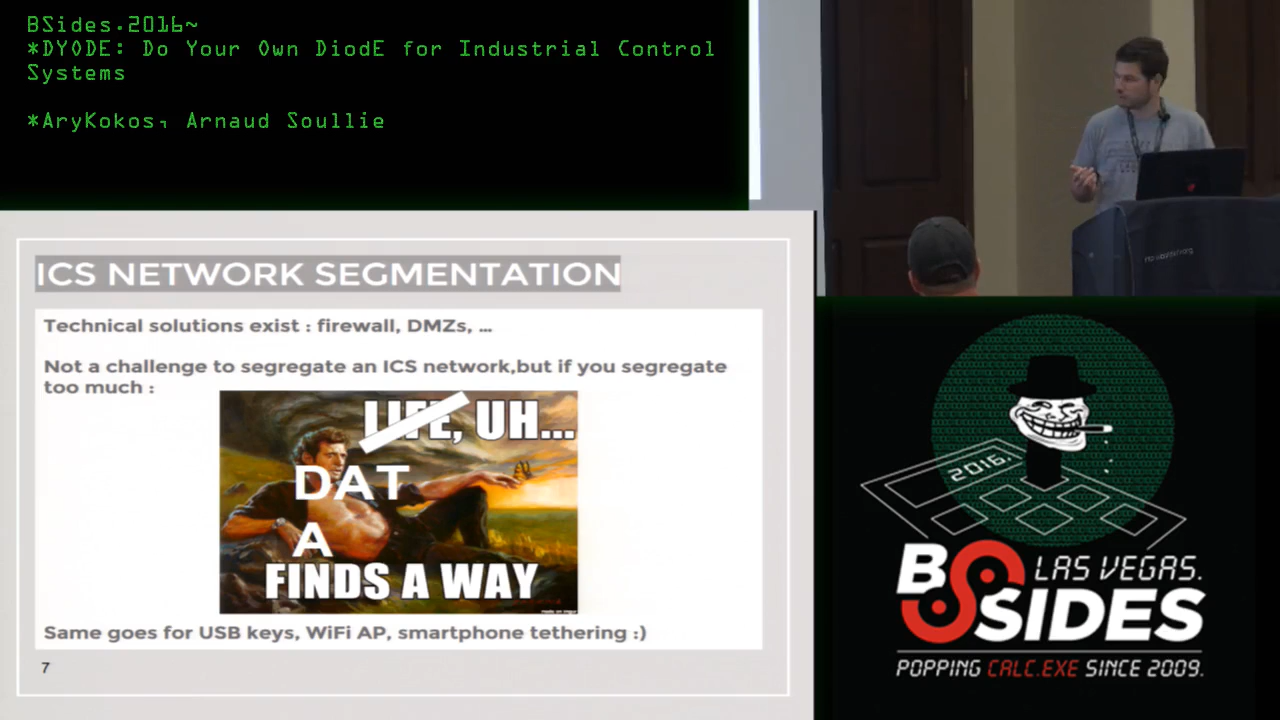 BSides.2016~
*DYODE: Do Your Own DiodE for Industrial Control
Systems
*AryKokos, Arnaud Soullie
ICS NETWORK SEGMENTATION
Technical solutions exist : firewall, DMZs, ...
Not a challenge to segregate an ICS network,but if you segregate
too much :
LIFE, UH...
DAT
A
FINDS A WAY
Same goes for USB keys, WiFi AP, smartphone tethering :)
7
2016.
BSIDES
LAS VEGAS.
POPPING CALC.EXE SINCE 2009.